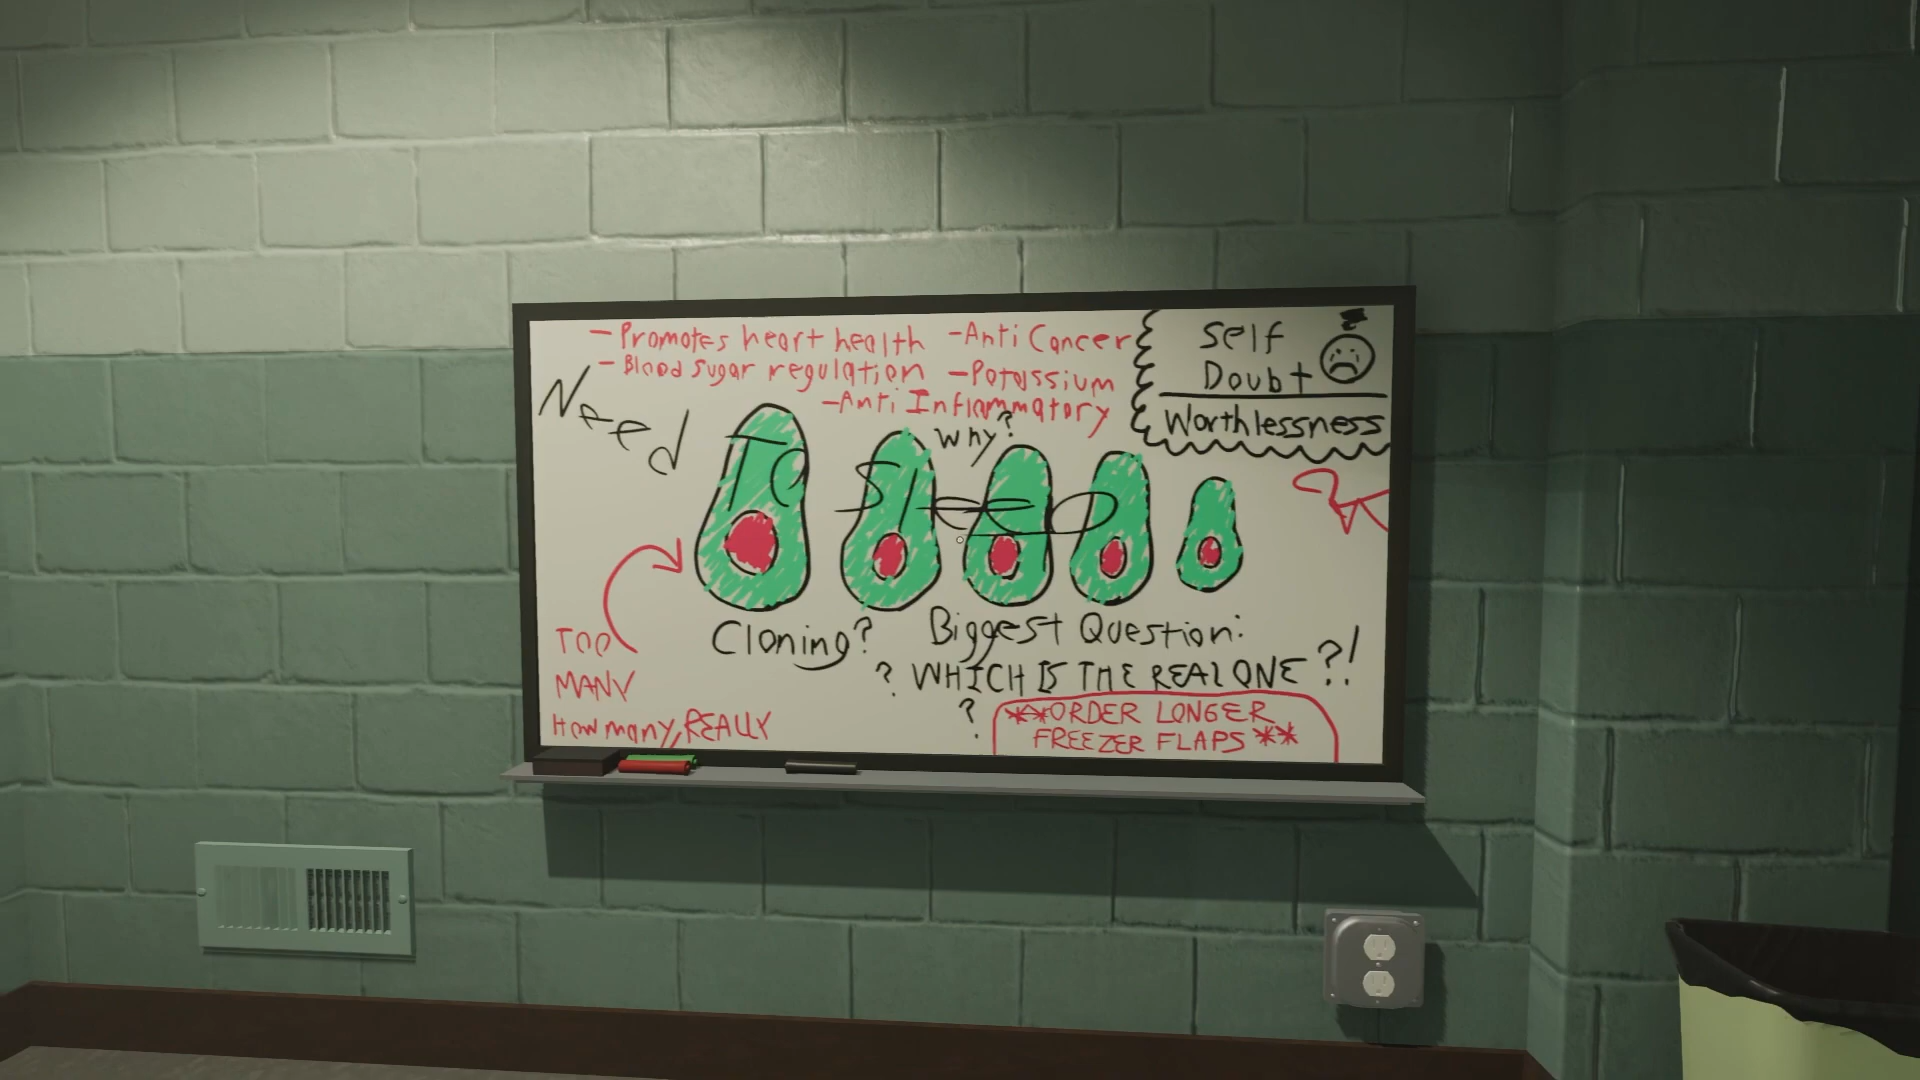 - Promotes heart health
- Blood Sugar regulation
- Anti Cancer
- Potassium
- Anti Inflammatory
Self
Doubt
Worthlessness
Need
To Sleep
Why?
TOO
MANY
How many, REALLY
Cloning?
Biggest Question:
? WHICH IS THE REAL ONE ?!
?
**ORDER LONGER
FREEZER FLAPS **